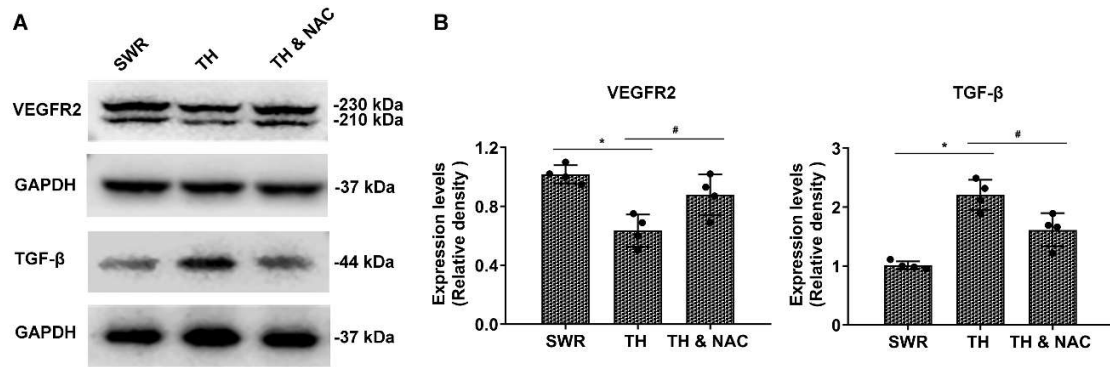 A
SWR
TH
TH & NAC
VEGFR2
-230 kDa
-210 kDa
GAPDH
-37 kDa
TGF-β
-44 kDa
GAPDH
-37 kDa
B
VEGFR2
Expression levels
(Relative density )
1.2
0.8
0.4
0.0
*
#
SWR
TH
TH & NAC
TGF-β
Expression levels
(Relative density )
3
2
1
0
*
#
SWR
TH
TH & NAC